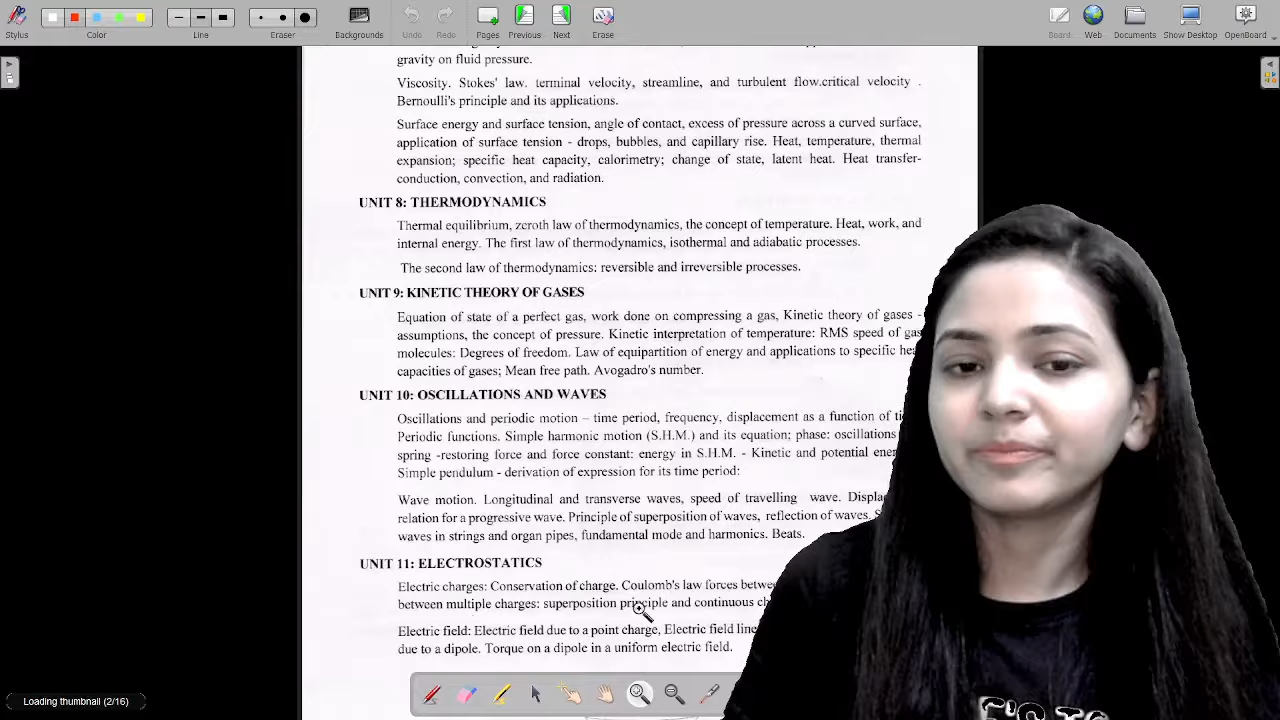 Stylus
Color
Line
Eraser
Backgrounds
Undo
Redo
Pages
Previous
Next
Erase
Board
Web
Documents
Show Desktop
OpenBoard
gravity on fluid pressure.
Viscosity. Stokes' law. terminal velocity, streamline, and turbulent flow.critical velocity .
Bernoulli's principle and its applications.
Surface energy and surface tension, angle of contact, excess of pressure across a curved surface,
application of surface tension - drops, bubbles, and capillary rise. Heat, temperature, thermal
expansion; specific heat capacity, calorimetry; change of state, latent heat. Heat transfer-
conduction, convection, and radiation.
UNIT 8: THERMODYNAMICS
Thermal equilibrium, zeroth law of thermodynamics, the concept of temperature. Heat, work, and
internal energy. The first law of thermodynamics, isothermal and adiabatic processes.
The second law of thermodynamics: reversible and irreversible processes.
UNIT 9: KINETIC THEORY OF GASES
Equation of state of a perfect gas, work done on compressing a gas, Kinetic theory of gases -
assumptions, the concept of pressure. Kinetic interpretation of temperature: RMS speed of gas
molecules: Degrees of freedom. Law of equipartition of energy and applications to specific
capacities of gases; Mean free path. Avogadro's number.
UNIT 10: OSCILLATIONS AND WAVES
Oscillations and periodic motion – time period, frequency, displacement as a function of
Periodic functions. Simple harmonic motion (S.H.M.) and its equation; phase: oscillations
spring -restoring force and force constant: energy in S.H.M. - Kinetic and potential
Simple pendulum - derivation of expression for its time period:
Wave motion. Longitudinal and transverse waves, speed of travelling wave.
relation for a progressive wave. Principle of superposition of waves, reflection of waves.
waves in strings and organ pipes, fundamental mode and harmonics. Beats.
UNIT 11: ELECTROSTATICS
Electric charges: Conservation of charge. Coulomb's law forces
between multiple charges: superposition principle and continuous
Electric field: Electric field due to a point charge, Electric field
due to a dipole. Torque on a dipole in a uniform electric field.
Loading thumbnail (2/16)